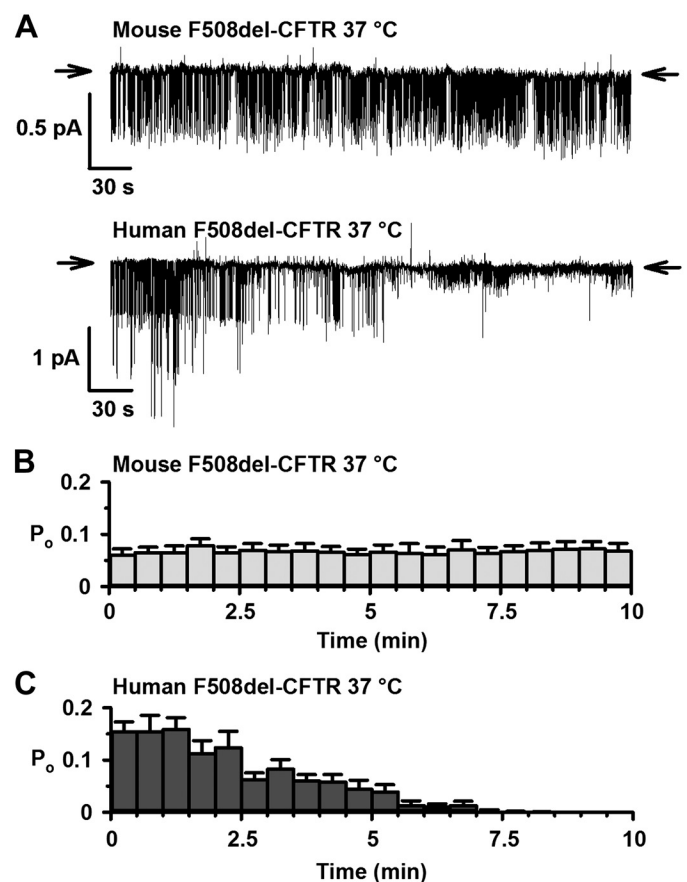 A
Mouse F508del-CFTR 37 °C
0.5 pA
30 s
Human F508del-CFTR 37 °C
1 pA
30 s
B
Mouse F508del-CFTR 37 °C
0.2
Po
0.1
0
0 2.5 5 7.5 10
Time (min)
C
Human F508del-CFTR 37 °C
0.2
Po
0.1
0
0 2.5 5 7.5 10
Time (min)